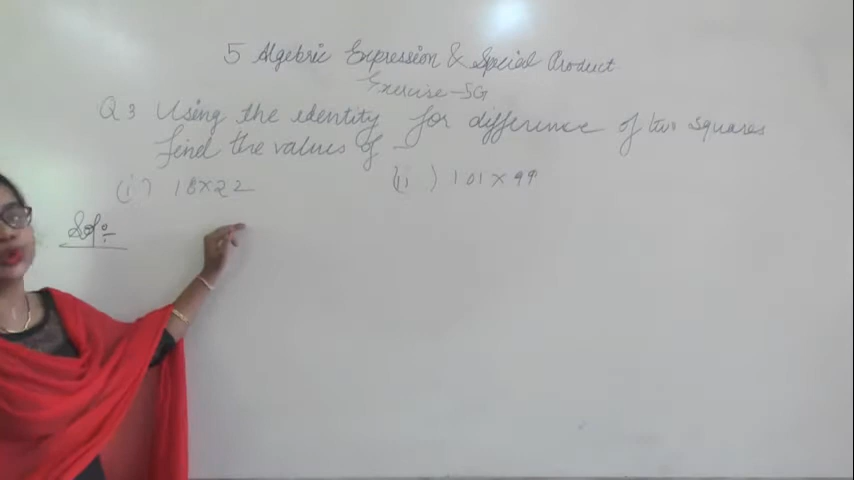 5 Algebric Expression & Special Product
Exercise-5G
Q 3 Using the identity for difference of two squares
find the values of -
(i) 18×22 (ii) 101×99
Sol:-